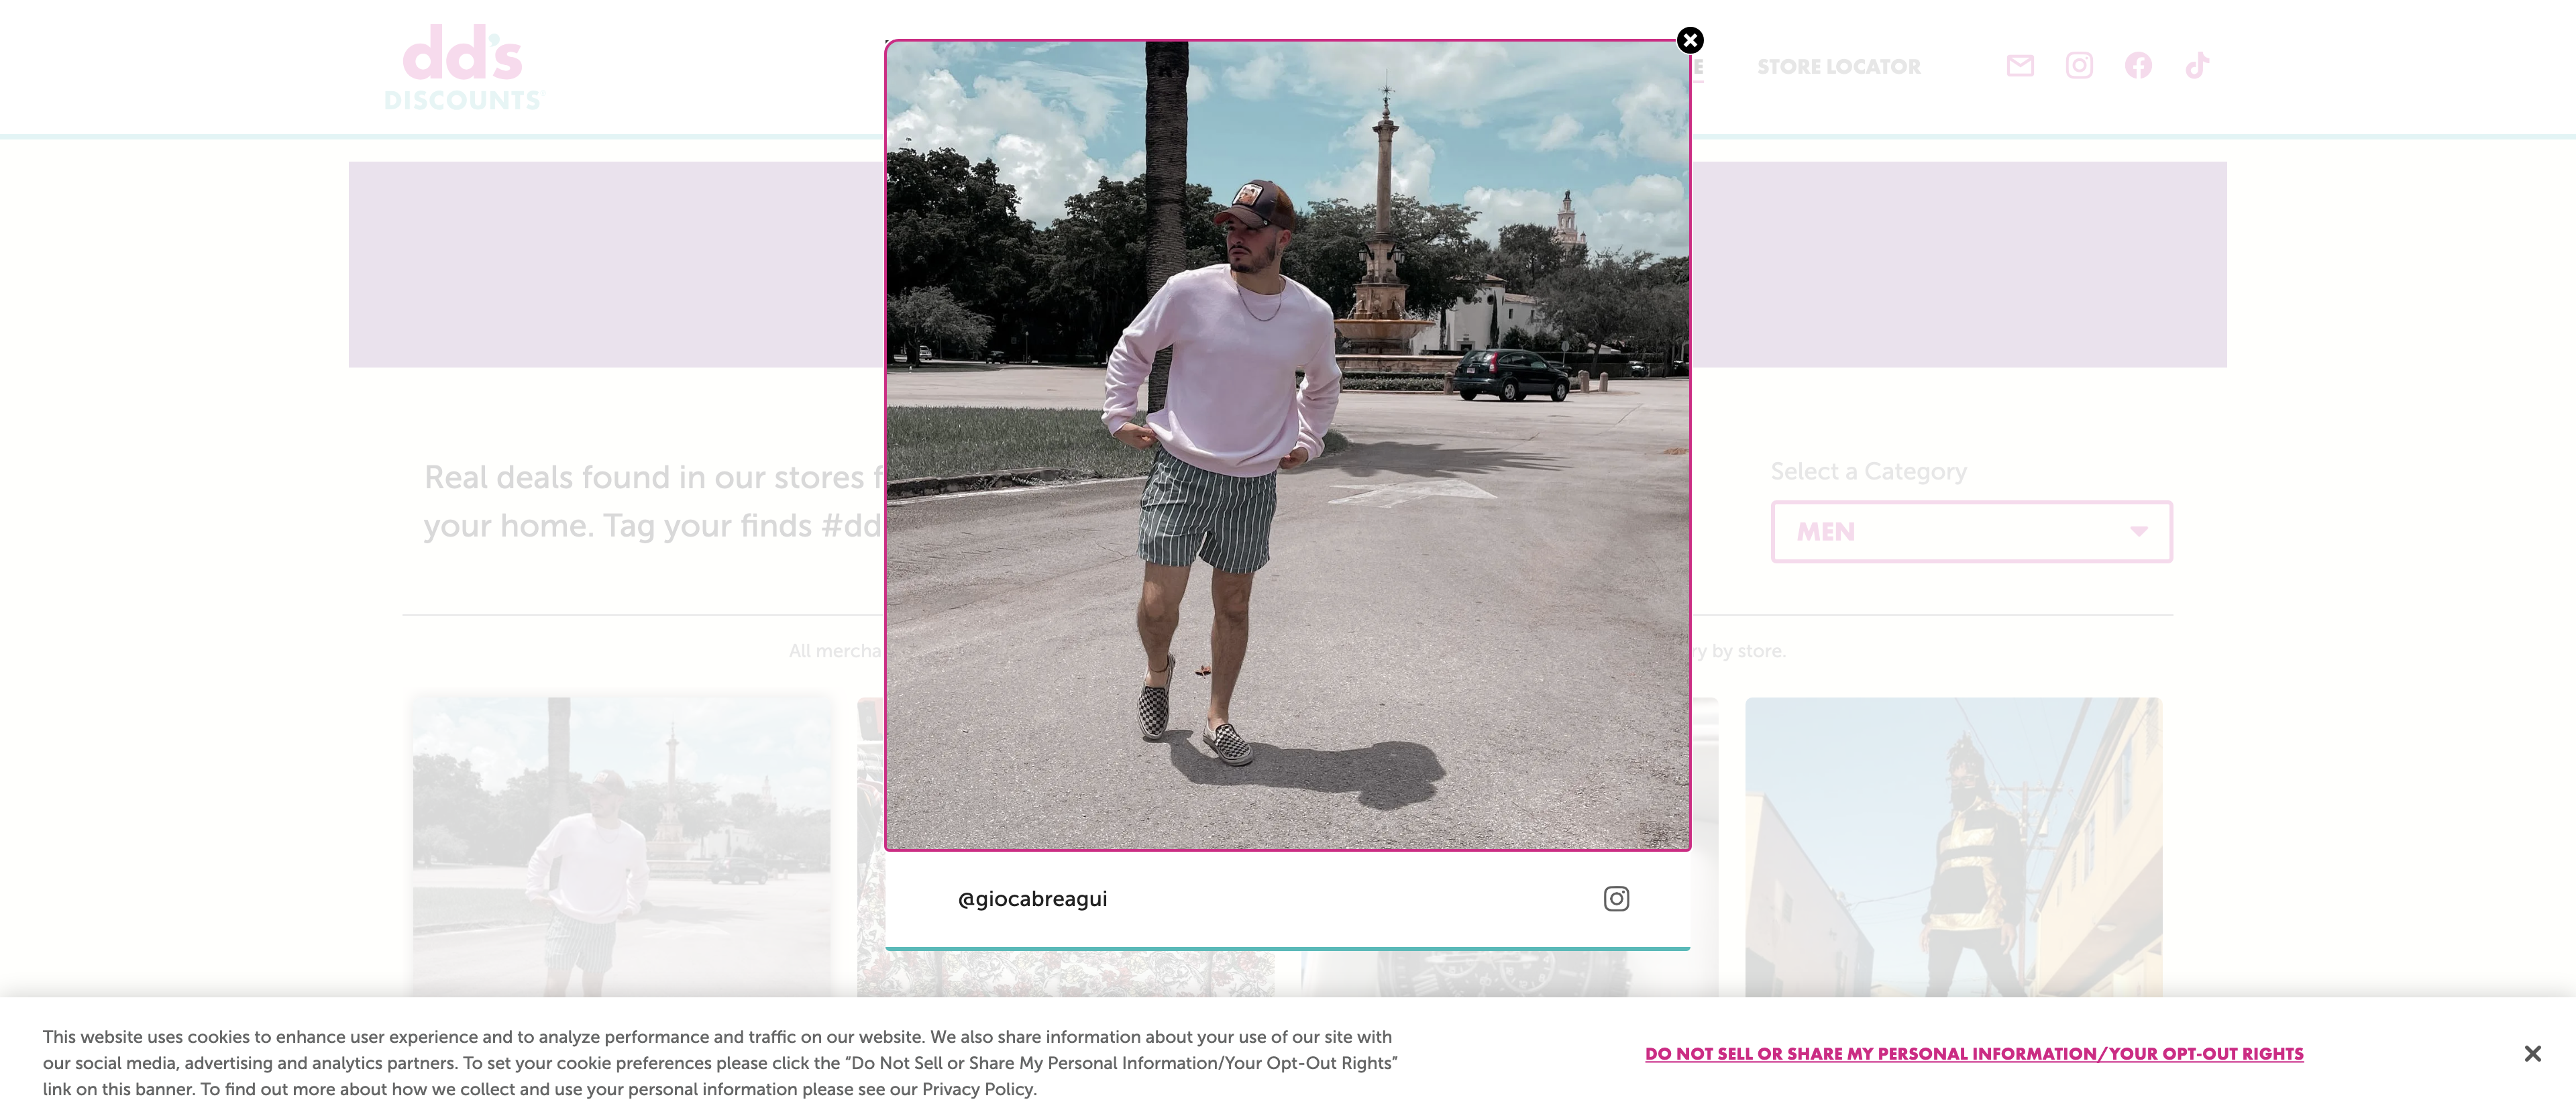 dd's
DISCOUNTS
E
STORE LOCATOR
Real deals found in our stores f
your home. Tag your finds #dd
Select a Category
MEN
All mercha
ry by store.
@giocabreagui
This website uses cookies to enhance user experience and to analyze performance and traffic on our website. We also share information about your use of our site with
our social media, advertising and analytics partners. To set your cookie preferences please click the “Do Not Sell or Share My Personal Information/Your Opt-Out Rights”
link on this banner. To find out more about how we collect and use your personal information please see our Privacy Policy.
DO NOT SELL OR SHARE MY PERSONAL INFORMATION/YOUR OPT-OUT RIGHTS